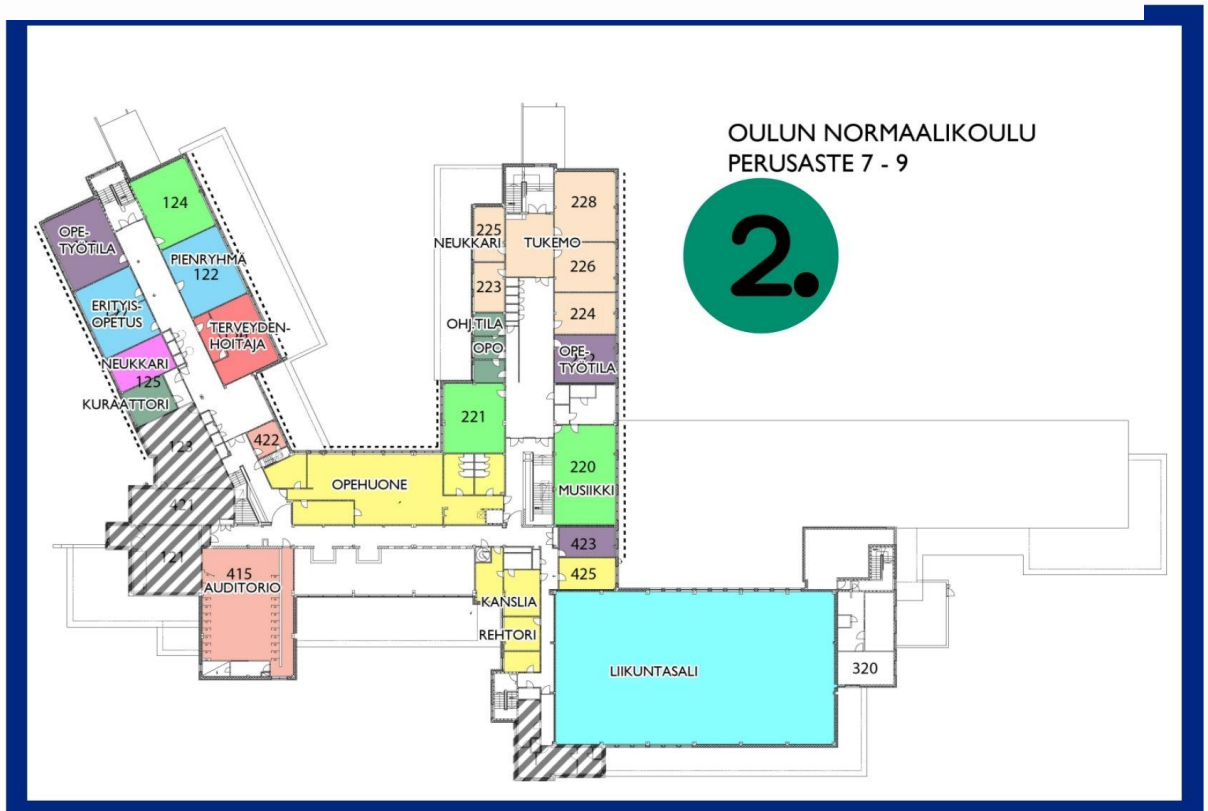 OULUN NORMAALIKOULU
PERUSASTE 7 - 9
2.
124
OPE-
TYÖTILA
PIENRYHMÄ
122
ERITYIS-
OPETUS
TERVEYDEN-
HOITAJA
NEUKKARI
125
KURAATTORI
123
422
421
121
415
AUDITORIO
OPEHUONE
228
225
NEUKKARI
TUKEMO
226
223
224
OHJ.TILA
OPO
OPE-
TYÖTILA
221
220
MUSIIKKI
423
425
KANSLIA
REHTORI
LIIKUNTASALI
320